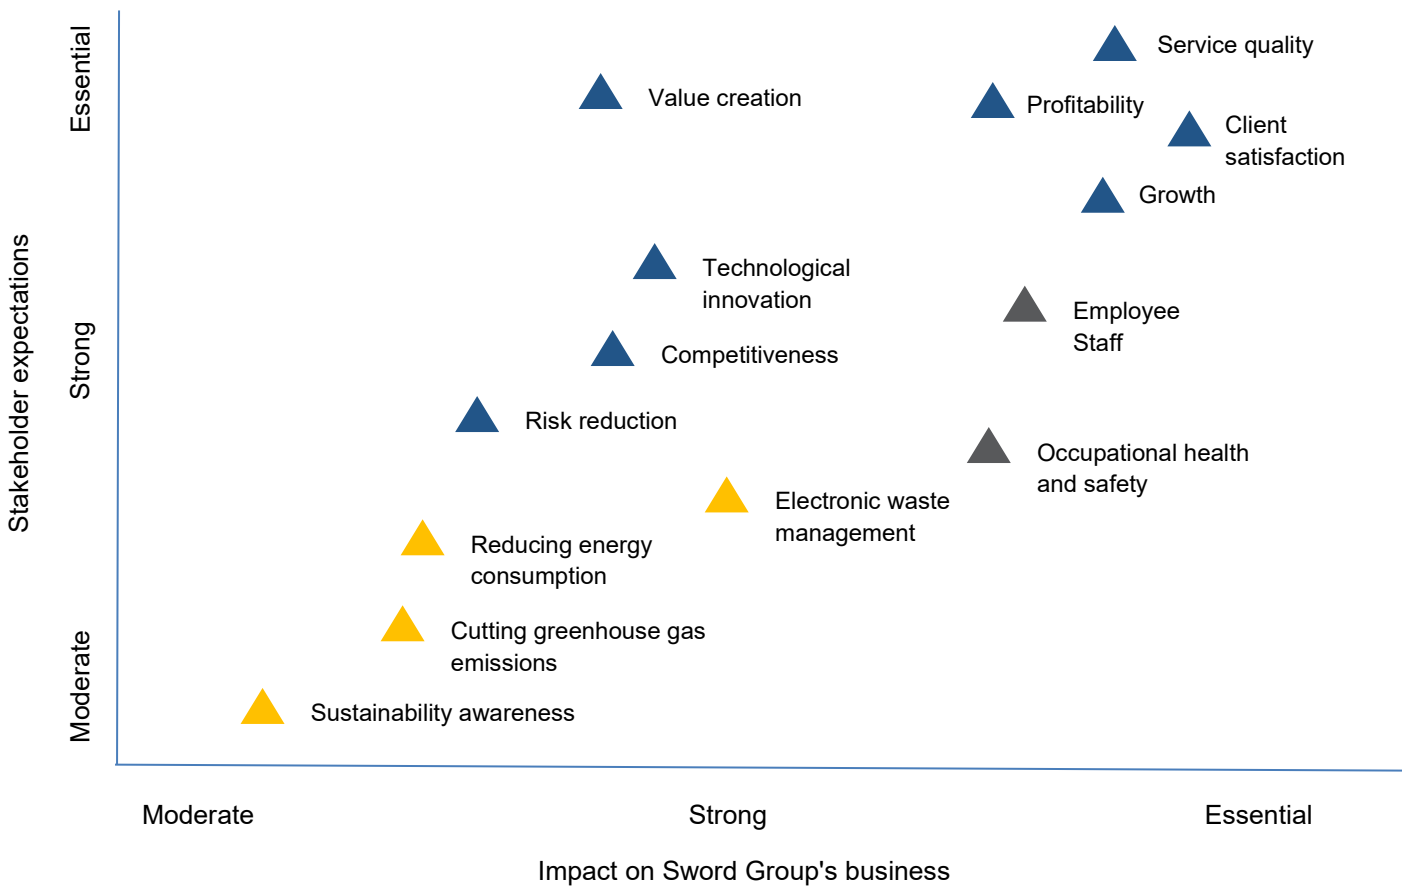 Stakeholder expectations
Essential
Strong
Moderate
Service quality
Value creation
Profitability
Client
satisfaction
Growth
Technological
innovation
Employee
Staff
Competitiveness
Risk reduction
Occupational health
and safety
Electronic waste
management
Reducing energy
consumption
Cutting greenhouse gas
emissions
Sustainability awareness
Moderate
Strong
Essential
Impact on Sword Group's business